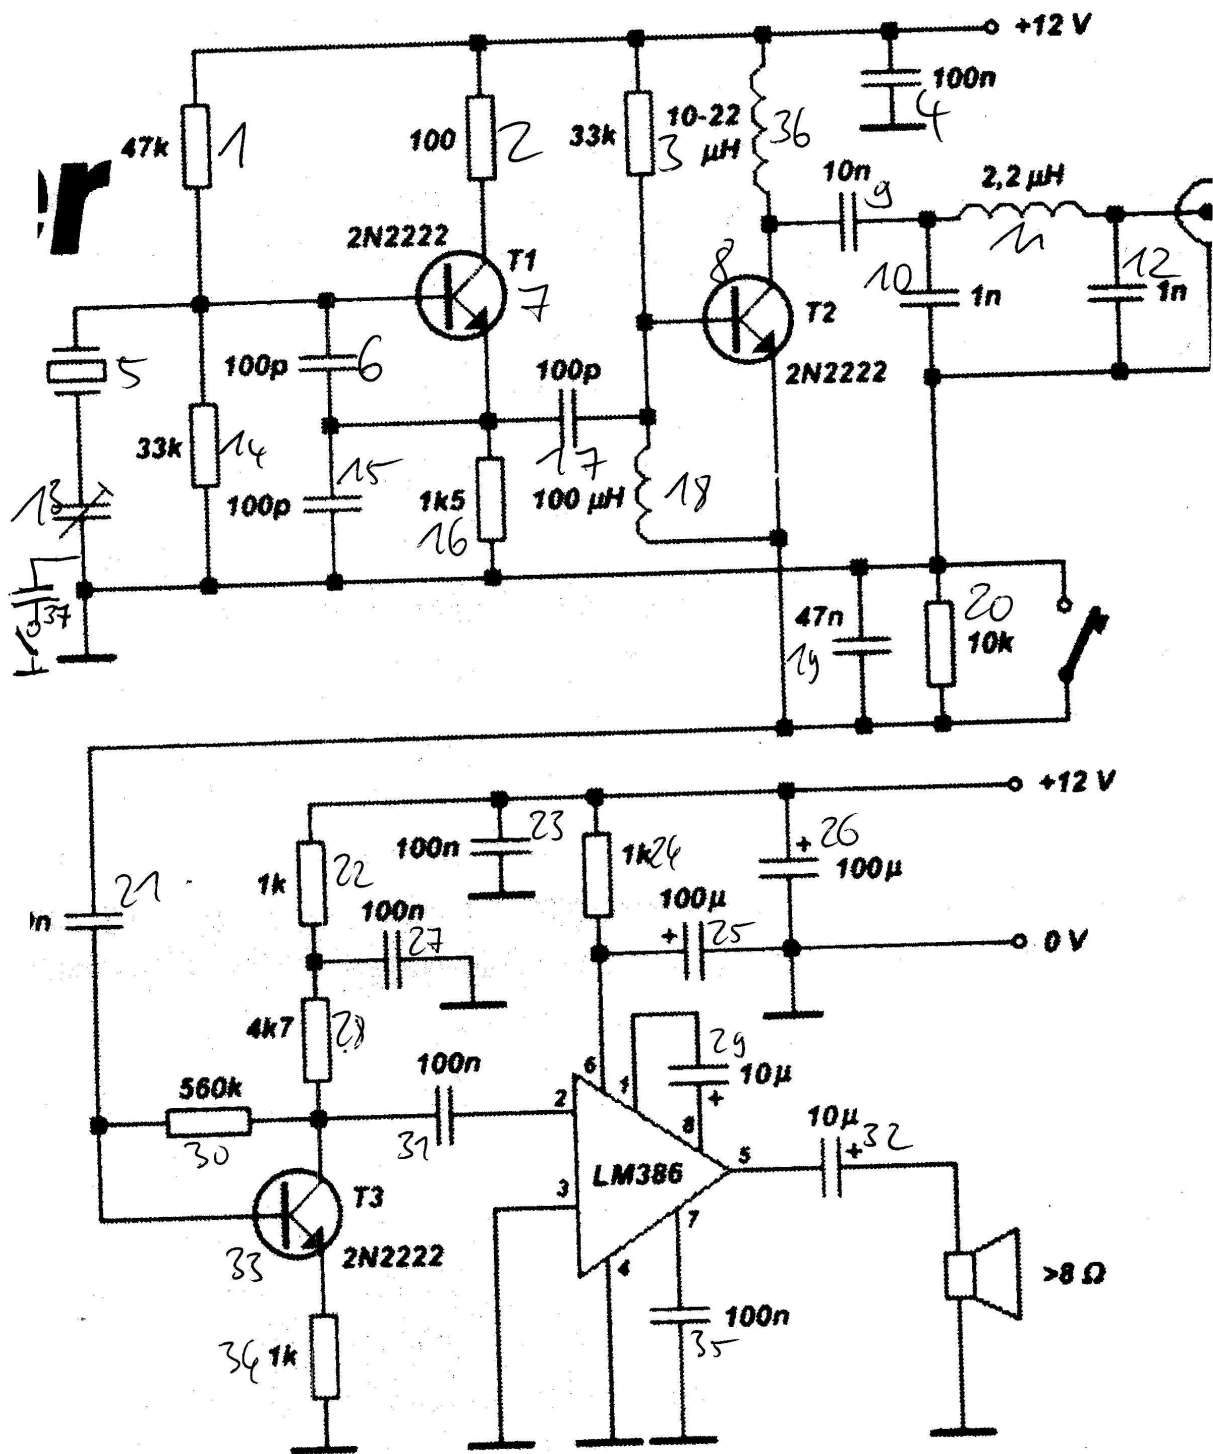 +12 V
100n
4
47k
1
100
2
33k
3
10-22
µH
36
10n
9
2,2 µH
11
r
2N2222
T1
7
8
T2
2N2222
10
1n
12
1n
5
100p
6
100p
17
33k
14
15
100p
1k5
16
100 µH
18
13
37
47n
19
20
10k
+12 V
21
n
1k
22
100n
23
1k
24
+
26
100µ
100µ
+
25
0 V
100n
27
4k7
28
100n
31
560k
30
6
1
29
10µ
+
8
2
3
LM386
5
7
4
10µ
+
32
T3
33
2N2222
34
1k
100n
35
>8 Ω